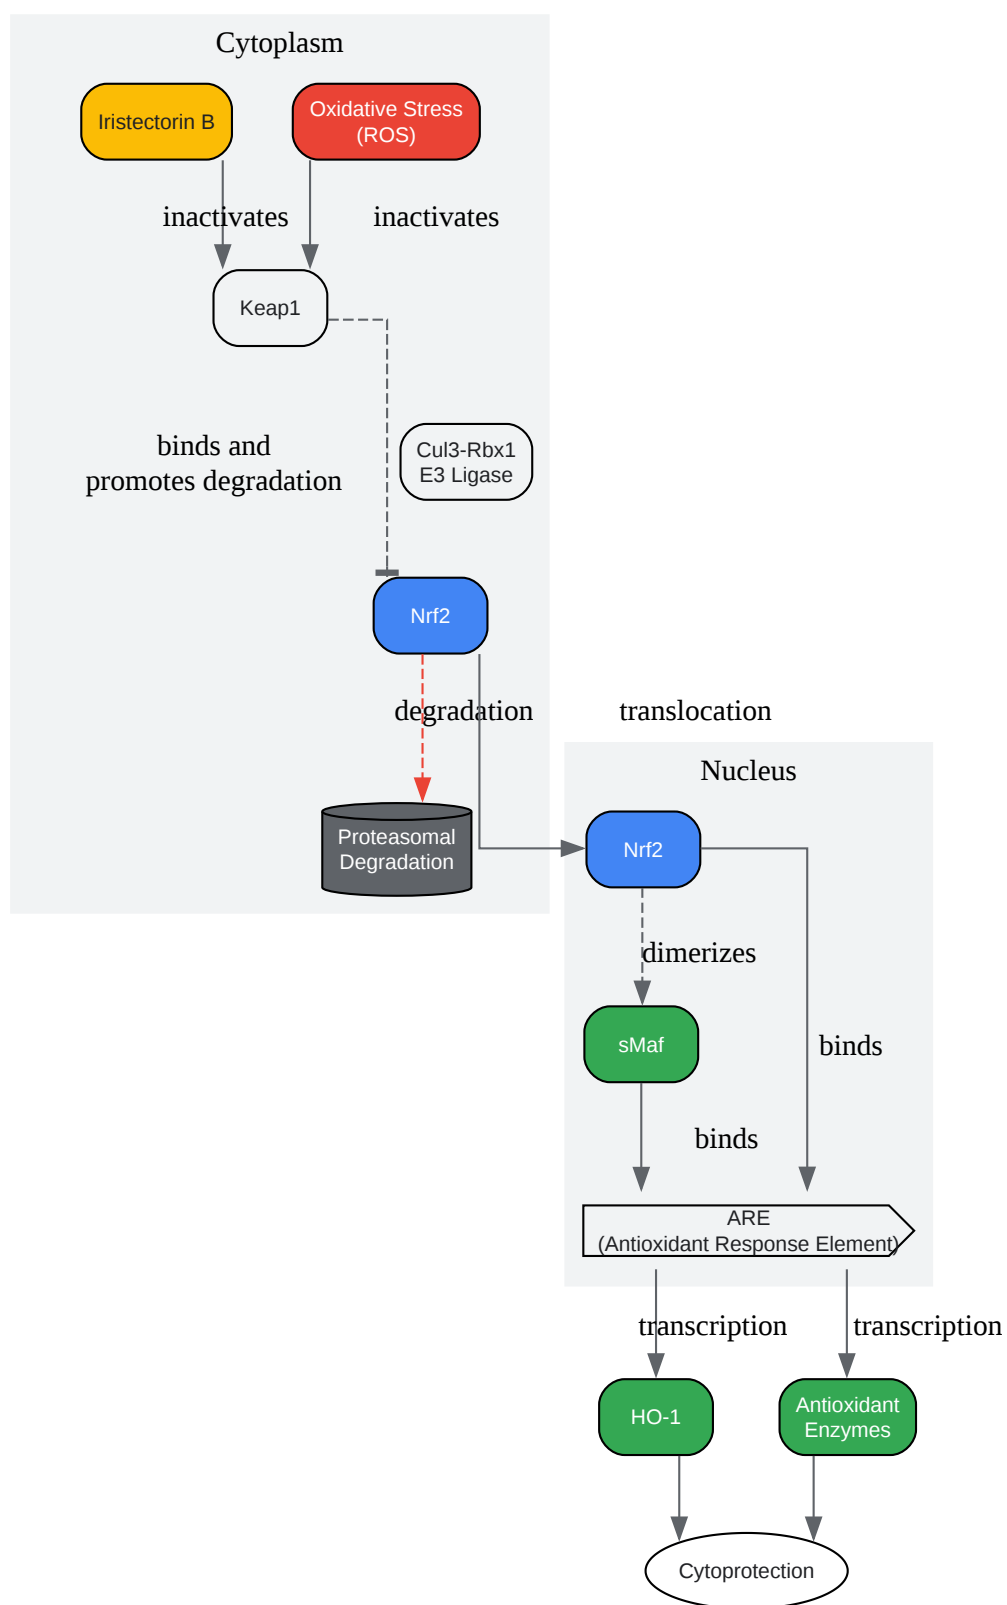 Cytoplasm
Iristectorin B
Oxidative Stress
(ROS)
inactivates
inactivates
Keap1
binds and
promotes degradation
Cul3-Rbx1
E3 Ligase
Nrf2
degradation
translocation
Nucleus
Proteasomal
Degradation
Nrf2
dimerizes
sMaf
binds
binds
ARE
(Antioxidant Response Element)
transcription
transcription
HO-1
Antioxidant
Enzymes
Cytoprotection